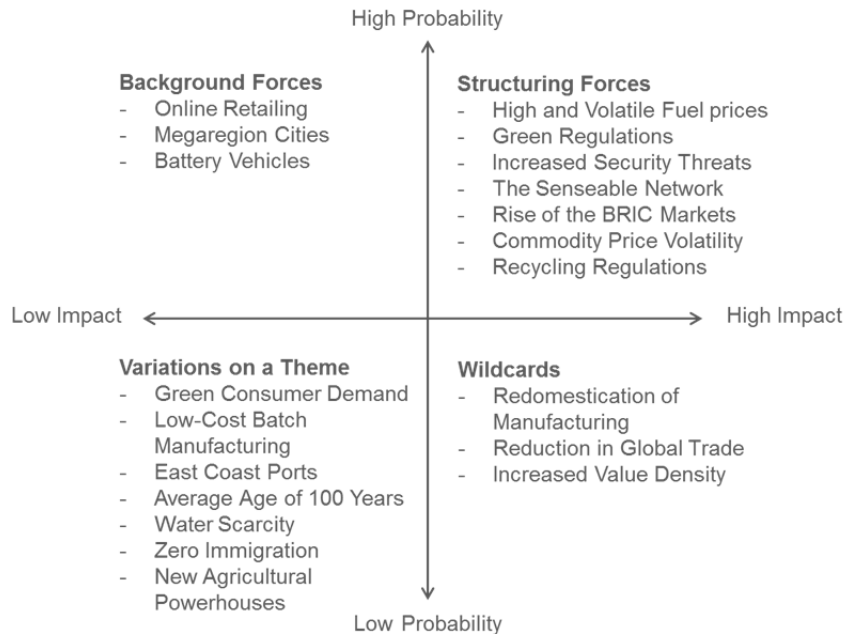 High Probability
Background Forces
- Online Retailing
- Megaregion Cities
- Battery Vehicles
Structuring Forces
- High and Volatile Fuel prices
- Green Regulations
- Increased Security Threats
- The Senseable Network
- Rise of the BRIC Markets
- Commodity Price Volatility
- Recycling Regulations
Low Impact
High Impact
Variations on a Theme
- Green Consumer Demand
- Low-Cost Batch
Manufacturing
- East Coast Ports
- Average Age of 100 Years
- Water Scarcity
- Zero Immigration
- New Agricultural
Powerhouses
Wildcards
- Redomestication of
Manufacturing
- Reduction in Global Trade
- Increased Value Density
Low Probability